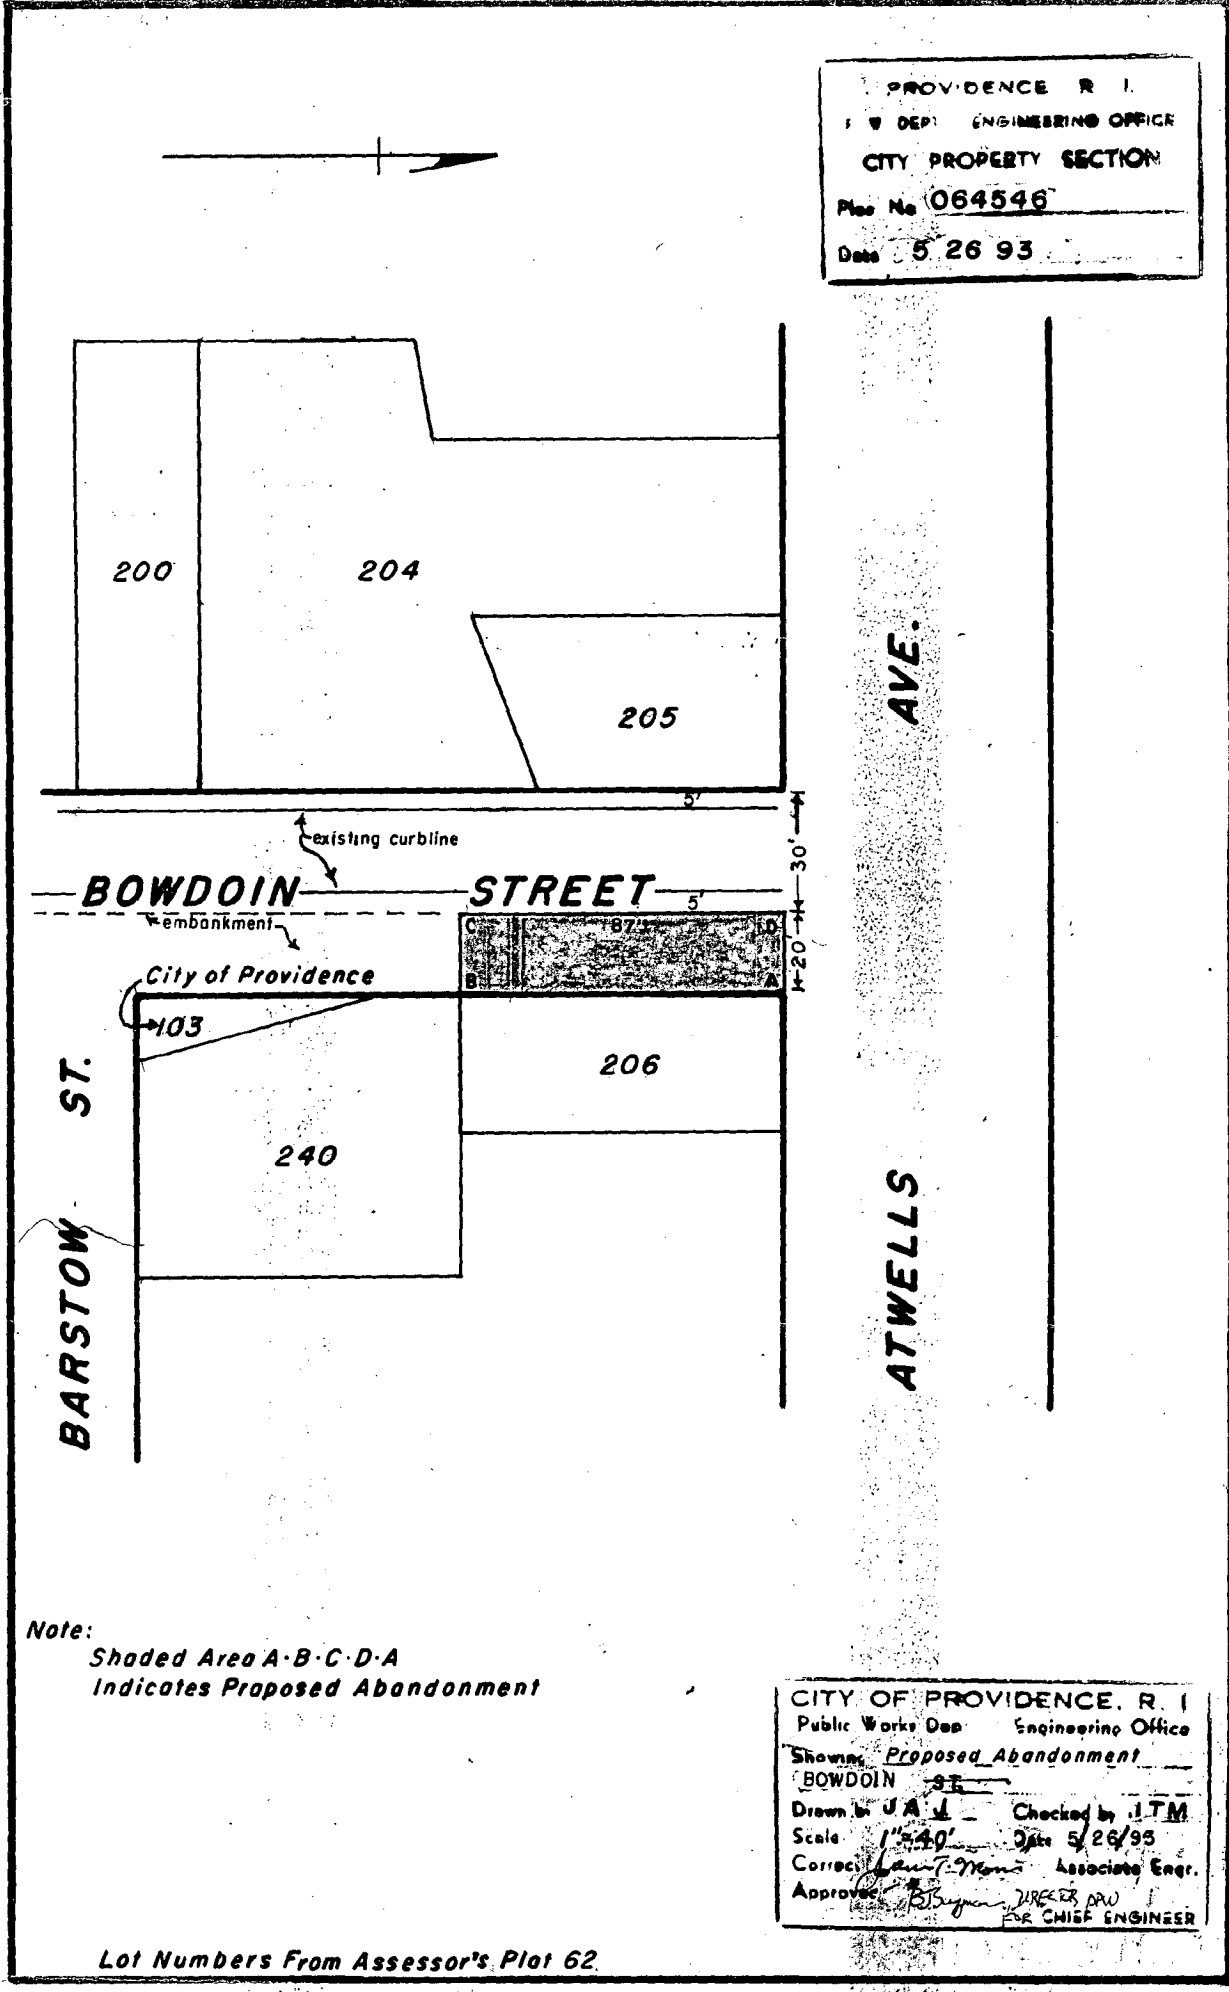 PROVIDENCE R I.
P W DEPT ENGINEERING OFFICE
CITY PROPERTY SECTION
Plan No 064546
Date 5 26 93
200
204
205
AVE.
5'
existing curbline
30'
BOWDOIN STREET
5'
embankment
C
D
20'
City of Providence
B
A
103
206
BARSTOW ST.
240
ATWELLS
Note:
Shaded Area A·B·C·D·A
Indicates Proposed Abandonment
CITY OF PROVIDENCE, R. I
Public Works Dep Engineering Office
Showing Proposed Abandonment
BOWDOIN ST.
Drawn by Checked by
Scale 1"=40' Date 5/26/93
Correct Associate Engr.
Approved DIRECTOR DPW
FOR CHIEF ENGINEER
Lot Numbers From Assessor's Plat 62